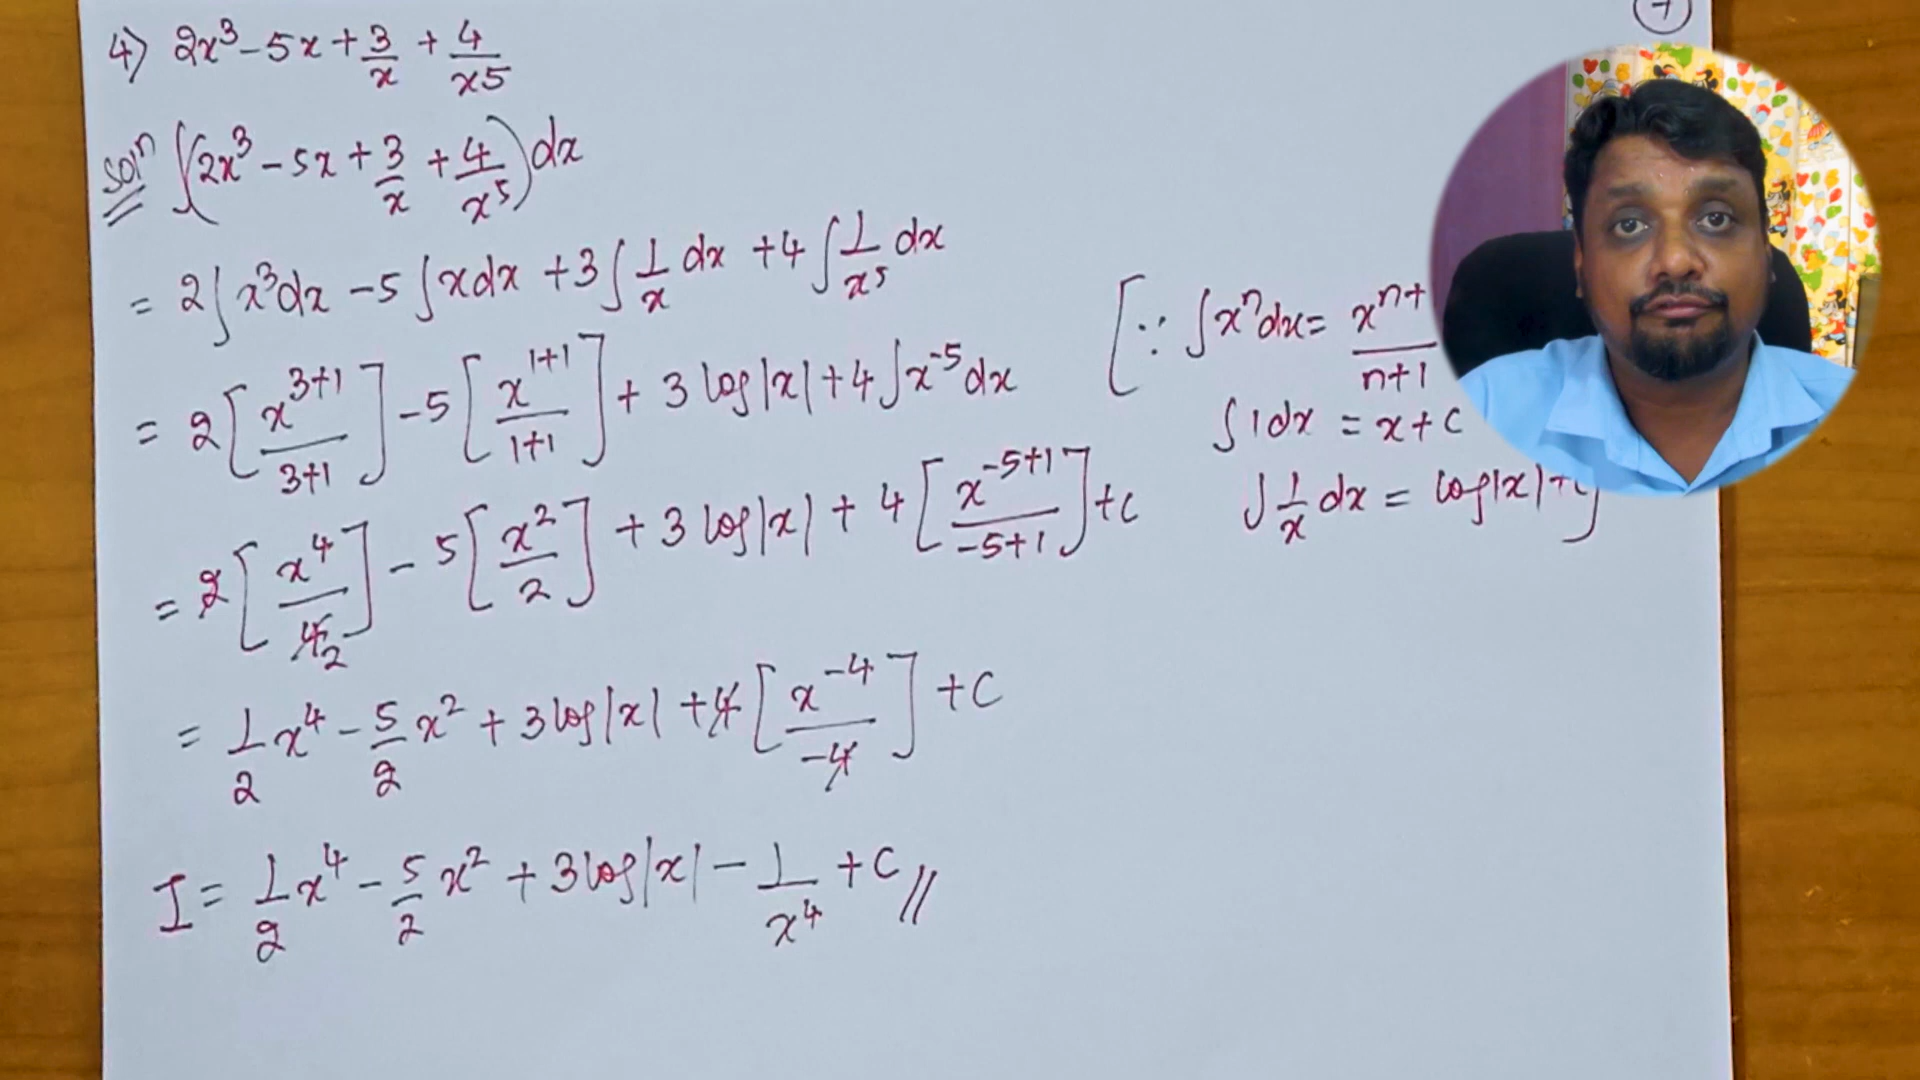 4) 2x³ - 5x + 3/x + 4/x5
Solⁿ ∫(2x³ - 5x + 3/x + 4/x⁵)dx
= 2∫x³dx - 5∫xdx + 3∫1/x dx + 4∫1/x⁵ dx
= 2[x³⁺¹/3+1] - 5[x¹⁺¹/1+1] + 3 log|x| + 4∫x⁻⁵dx
[∵ ∫xⁿdx = xⁿ⁺/n+1
∫1dx = x + c
∫1/x dx = log|x| + c]
= 2[x⁴/4 2] - 5[x²/2] + 3 log|x| + 4[x⁻⁵⁺¹/-5+1] + c
= 1/2 x⁴ - 5/2 x² + 3 log|x| + 4[x⁻⁴/-4] + C
I = 1/2 x⁴ - 5/2 x² + 3 log|x| - 1/x⁴ + C //